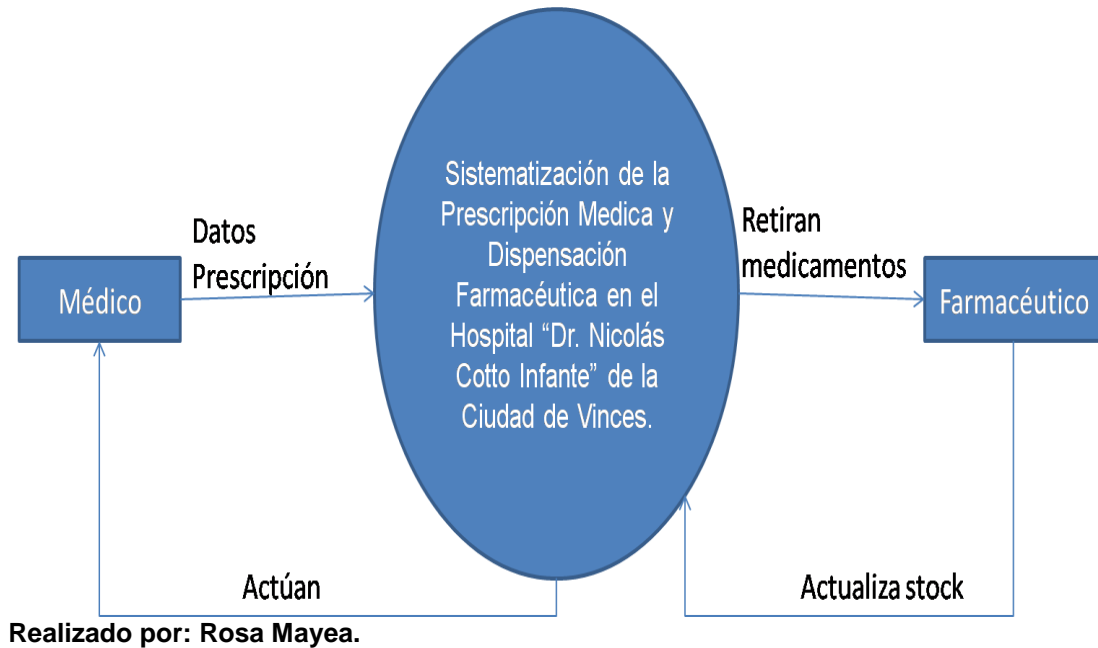 Sistematización de la
Prescripción Medica y
Dispensación
Farmacéutica en el
Hospital “Dr. Nicolás
Cotto Infante” de la
Ciudad de Vinces.
Datos
Prescripción
Retiran
medicamentos
Médico
Farmacéutico
Actúan
Actualiza stock
Realizado por: Rosa Mayea.